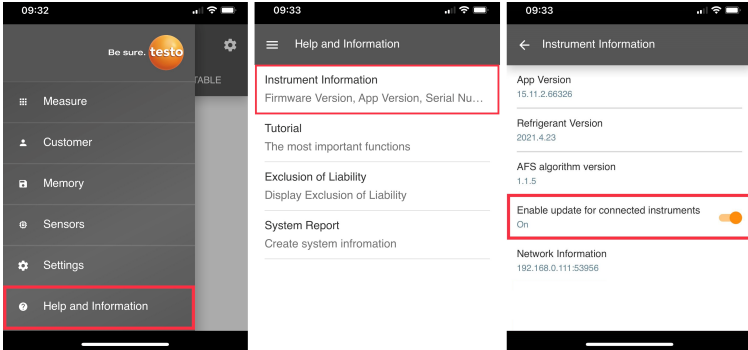 09:32
Be sure. testo
TABLE
Measure
Customer
Memory
Sensors
Settings
Help and Information
09:33
Help and Information
Instrument Information
Firmware Version, App Version, Serial Nu...
Tutorial
The most important functions
Exclusion of Liability
Display Exclusion of Liability
System Report
Create system infromation
09:33
Instrument Information
App Version
15.11.2.66326
Refrigerant Version
2021.4.23
AFS algorithm version
1.1.5
Enable update for connected instruments
On
Network Information
192.168.0.111:53956